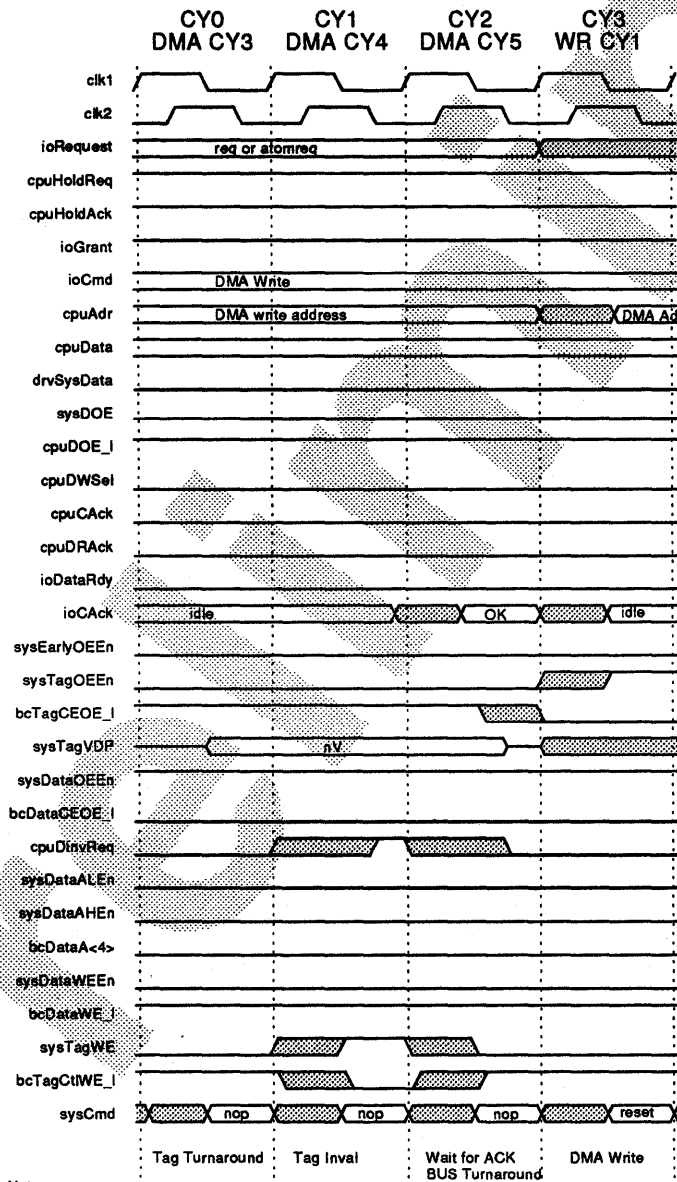 CY0 CY1 CY2 CY3
DMA CY3 DMA CY4 DMA CY5 WR CY1
clk1
clk2
ioRequest req or atomreq
cpuHoldReq
cpuHoldAck
ioGrant
ioCmd DMA Write
cpuAdr DMA write address DMA Ad
cpuData
drvSysData
sysDOE
cpuDOE_l
cpuDWSel
cpuCAck
cpuDRAck
ioDataRdy
ioCAck idle OK idle
sysEarlyOEEn
sysTagOEEn
bcTagCEOE_l
sysTagVDP nV
sysDataOEEn
bcDataCEOE_l
cpuDInvReq
sysDataALEn
sysDataAHEn
bcDataA<4>
sysDataWEEn
bcDataWE_l
sysTagWE
bcTagCtlWE_l
sysCmd nop nop nop reset
Tag Turnaround Tag Inval Wait for ACK DMA Write
BUS Turnaround